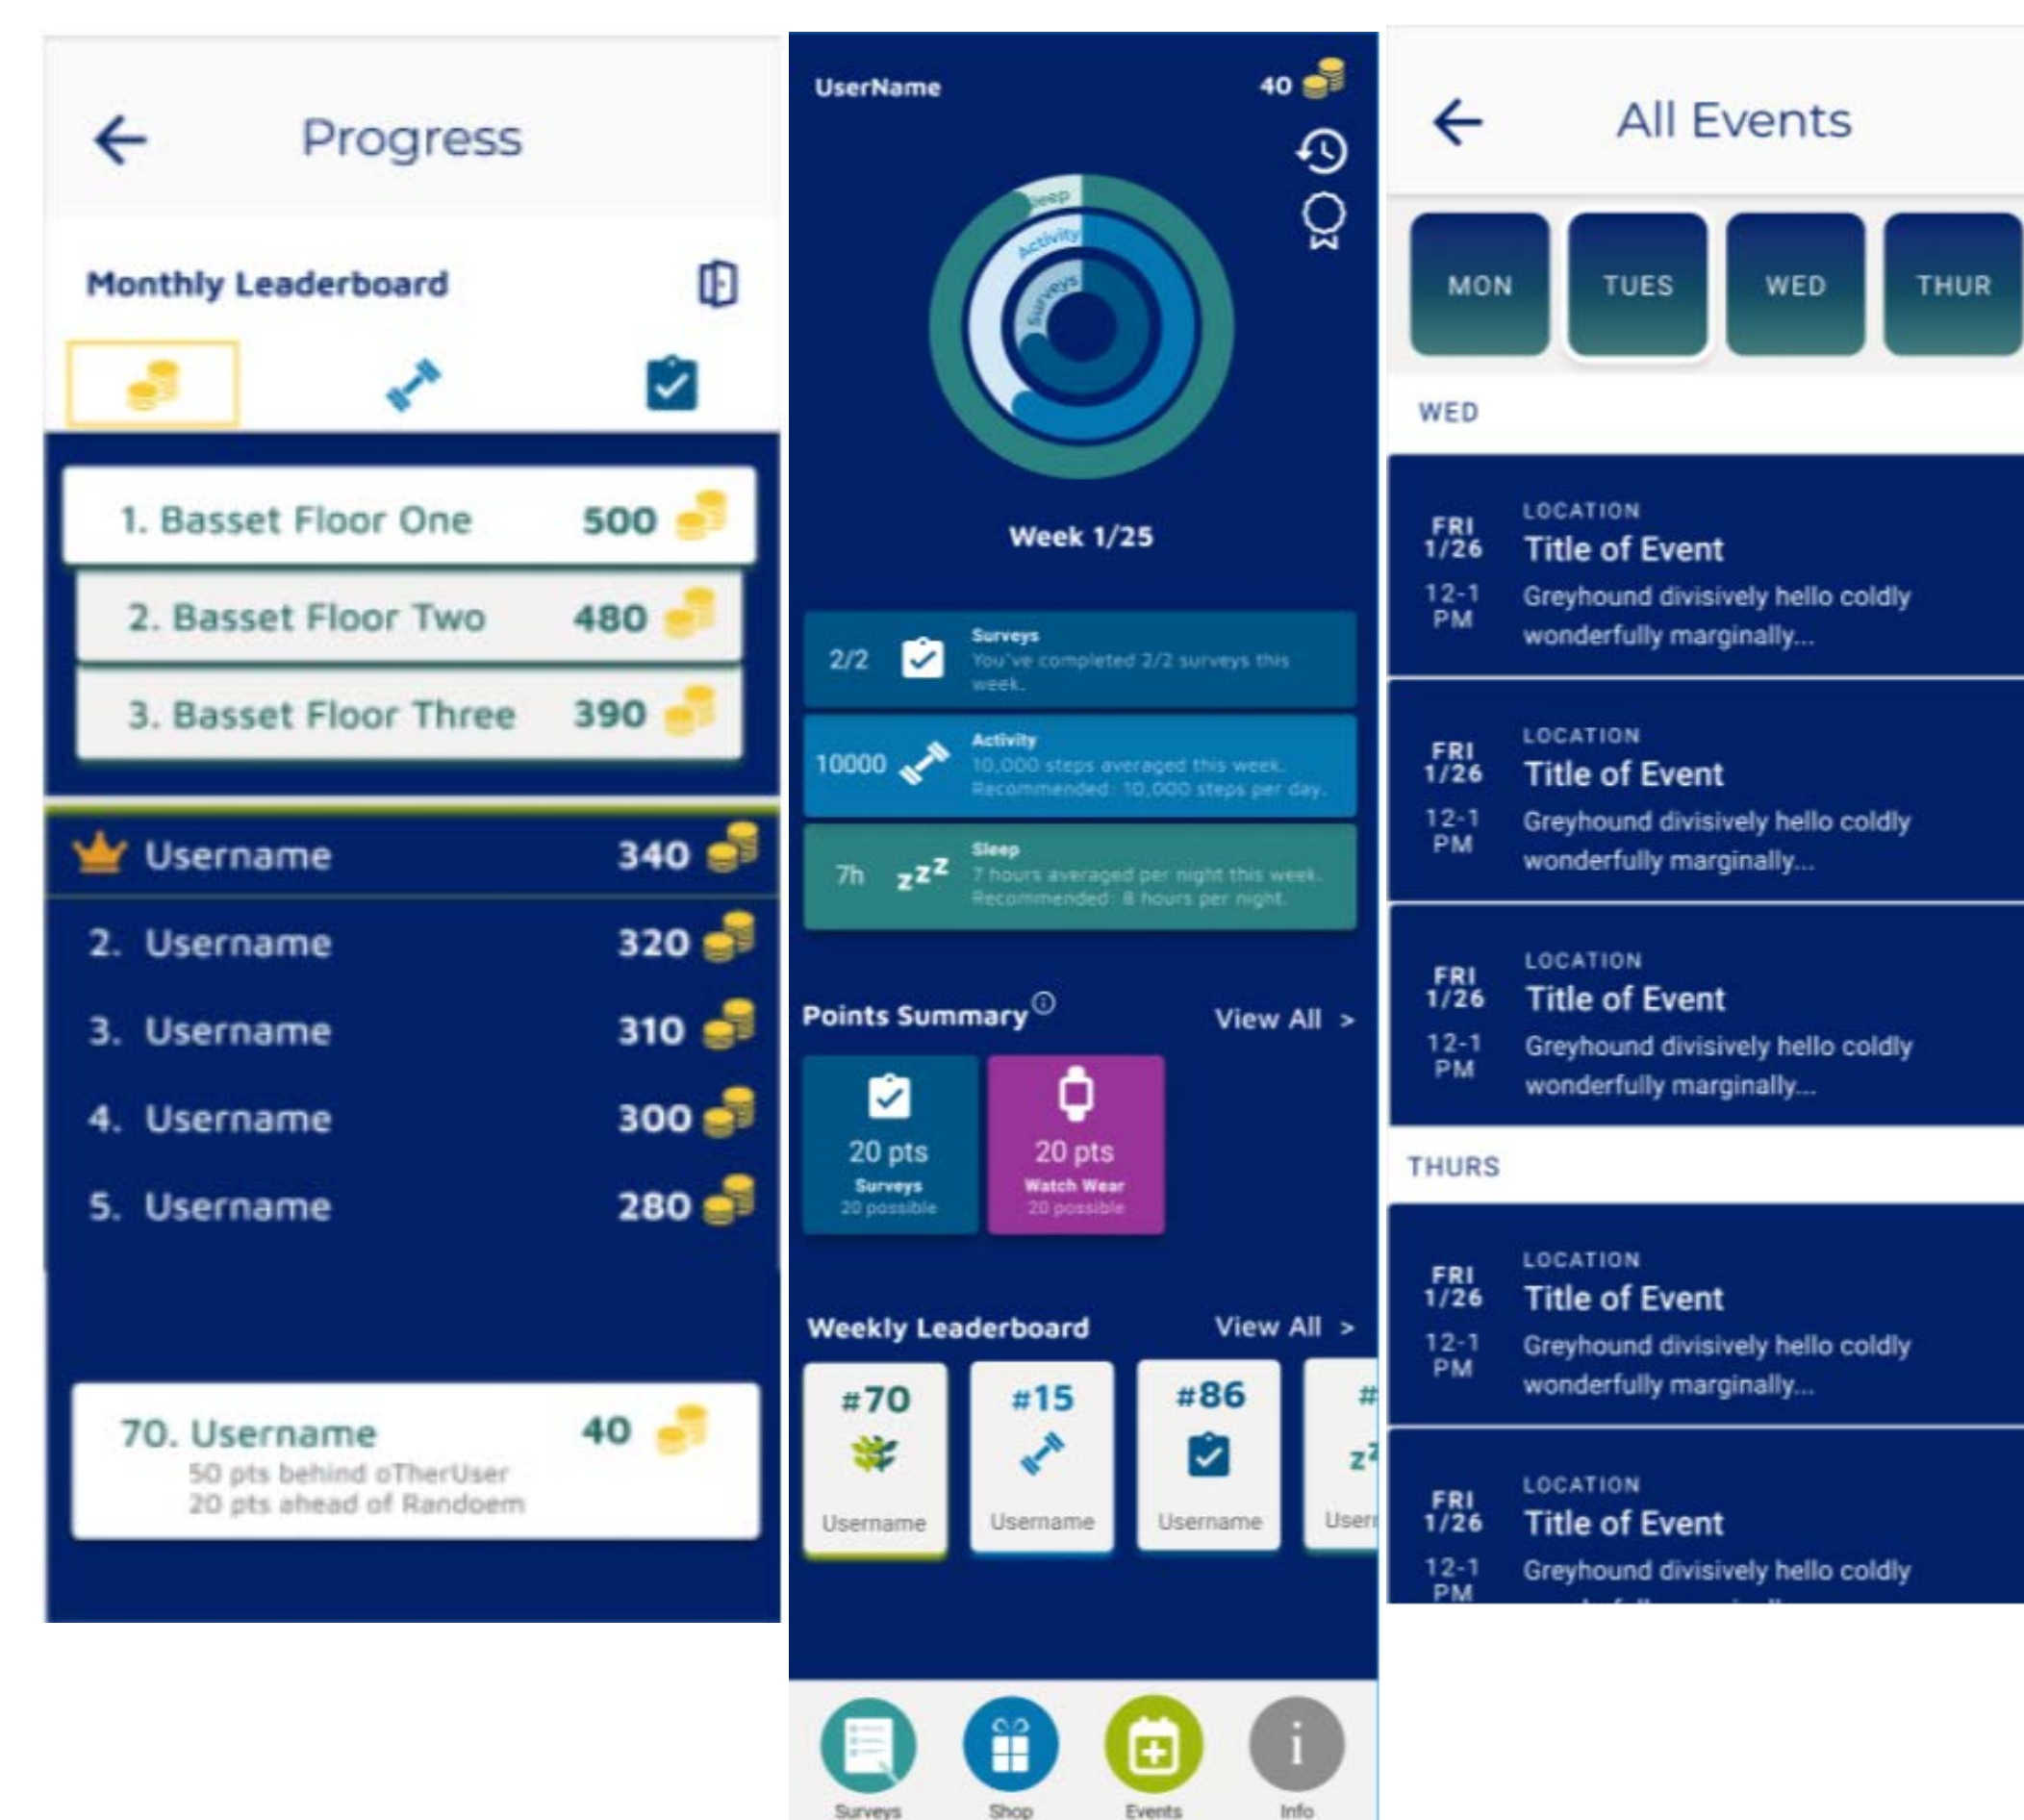 Progress
Monthly Leaderboard
1. Basset Floor One 500
2. Basset Floor Two 480
3. Basset Floor Three 390
Username 340
2. Username 320
3. Username 310
4. Username 300
5. Username 280
70. Username 40
50 pts behind oTherUser
20 pts ahead of Randoem
UserName 40
Sleep
Activity
Surveys
Week 1/25
2/2 Surveys
You've completed 2/2 surveys this
week.
10000 Activity
10,000 steps averaged this week.
Recommended: 10,000 steps per day.
7h zzz Sleep
7 hours averaged per night this week.
Recommended: 8 hours per night.
Points Summary View All >
20 pts 20 pts
Surveys Watch Wear
20 possible 20 possible
Weekly Leaderboard View All >
#70 #15 #86 #
Username Username Username
Surveys Shop Events Info
All Events
MON TUES WED THUR
WED
LOCATION
FRI
1/26 Title of Event
12-1 Greyhound divisively hello coldly
PM wonderfully marginally...
LOCATION
FRI
1/26 Title of Event
12-1 Greyhound divisively hello coldly
PM wonderfully marginally...
LOCATION
FRI
1/26 Title of Event
12-1 Greyhound divisively hello coldly
PM wonderfully marginally...
THURS
LOCATION
FRI
1/26 Title of Event
12-1 Greyhound divisively hello coldly
PM wonderfully marginally...
LOCATION
FRI
1/26 Title of Event
12-1 Greyhound divisively hello coldly
PM